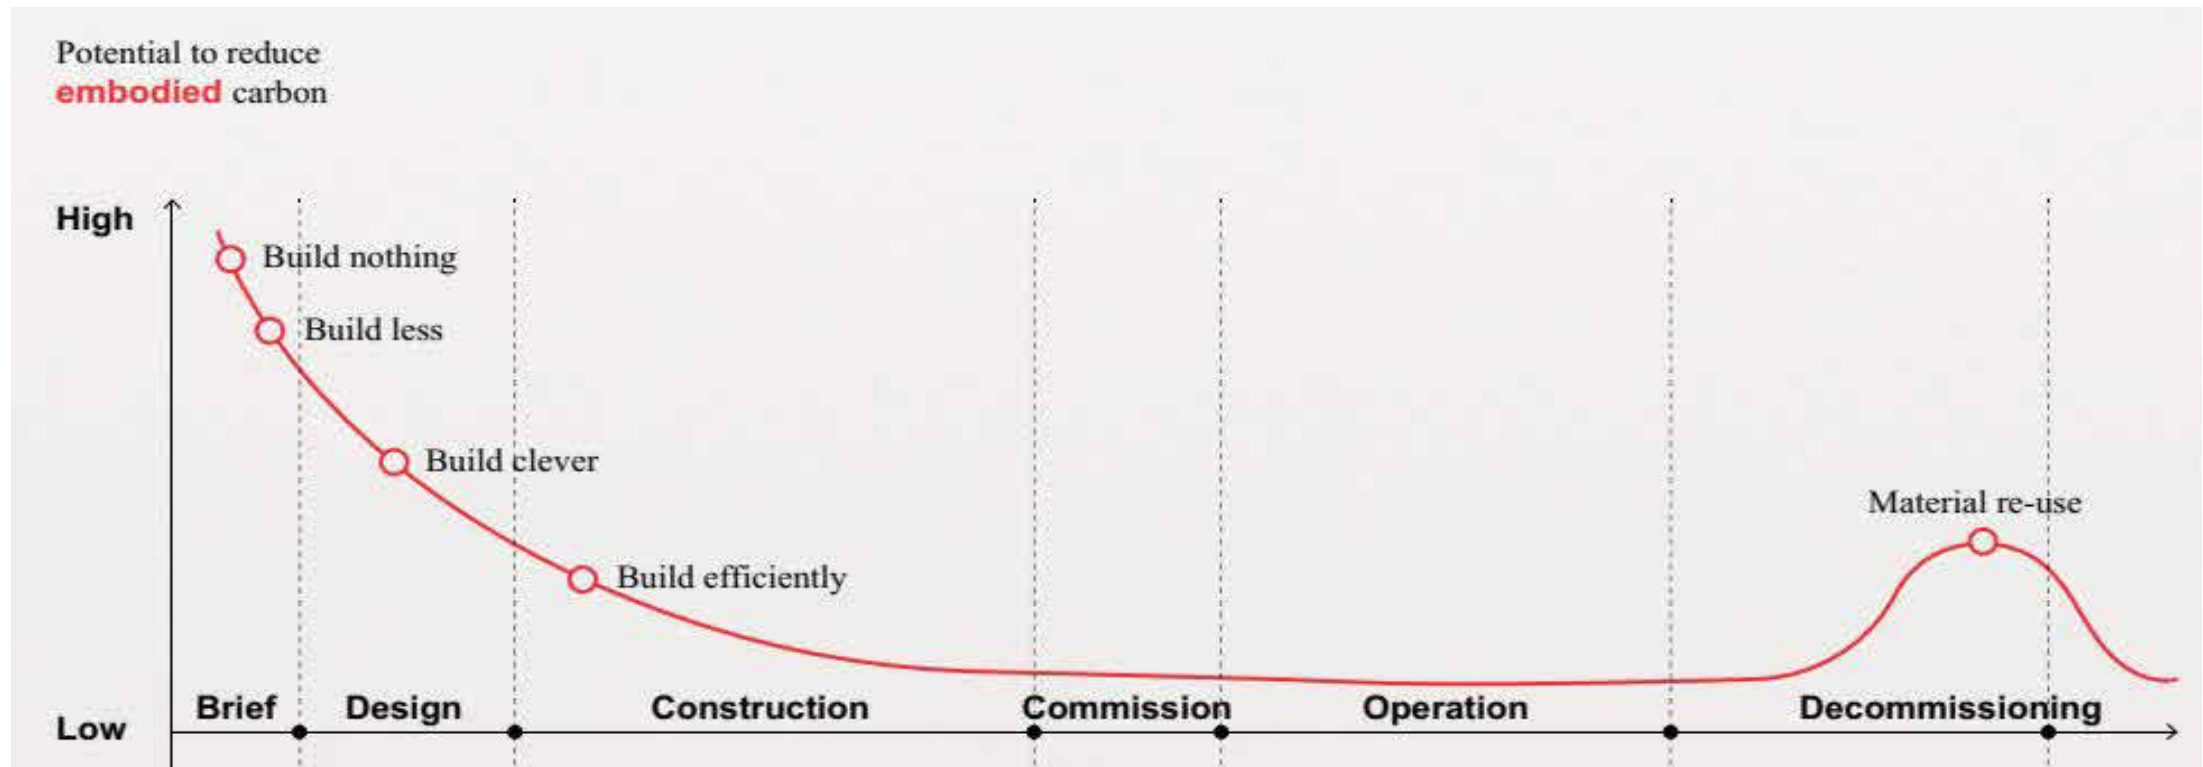 Potential to reduce
embodied carbon
High
Build nothing
Build less
Build clever
Material re-use
Build efficiently
Brief
Design
Construction
Commission
Operation
Decommissioning
Low